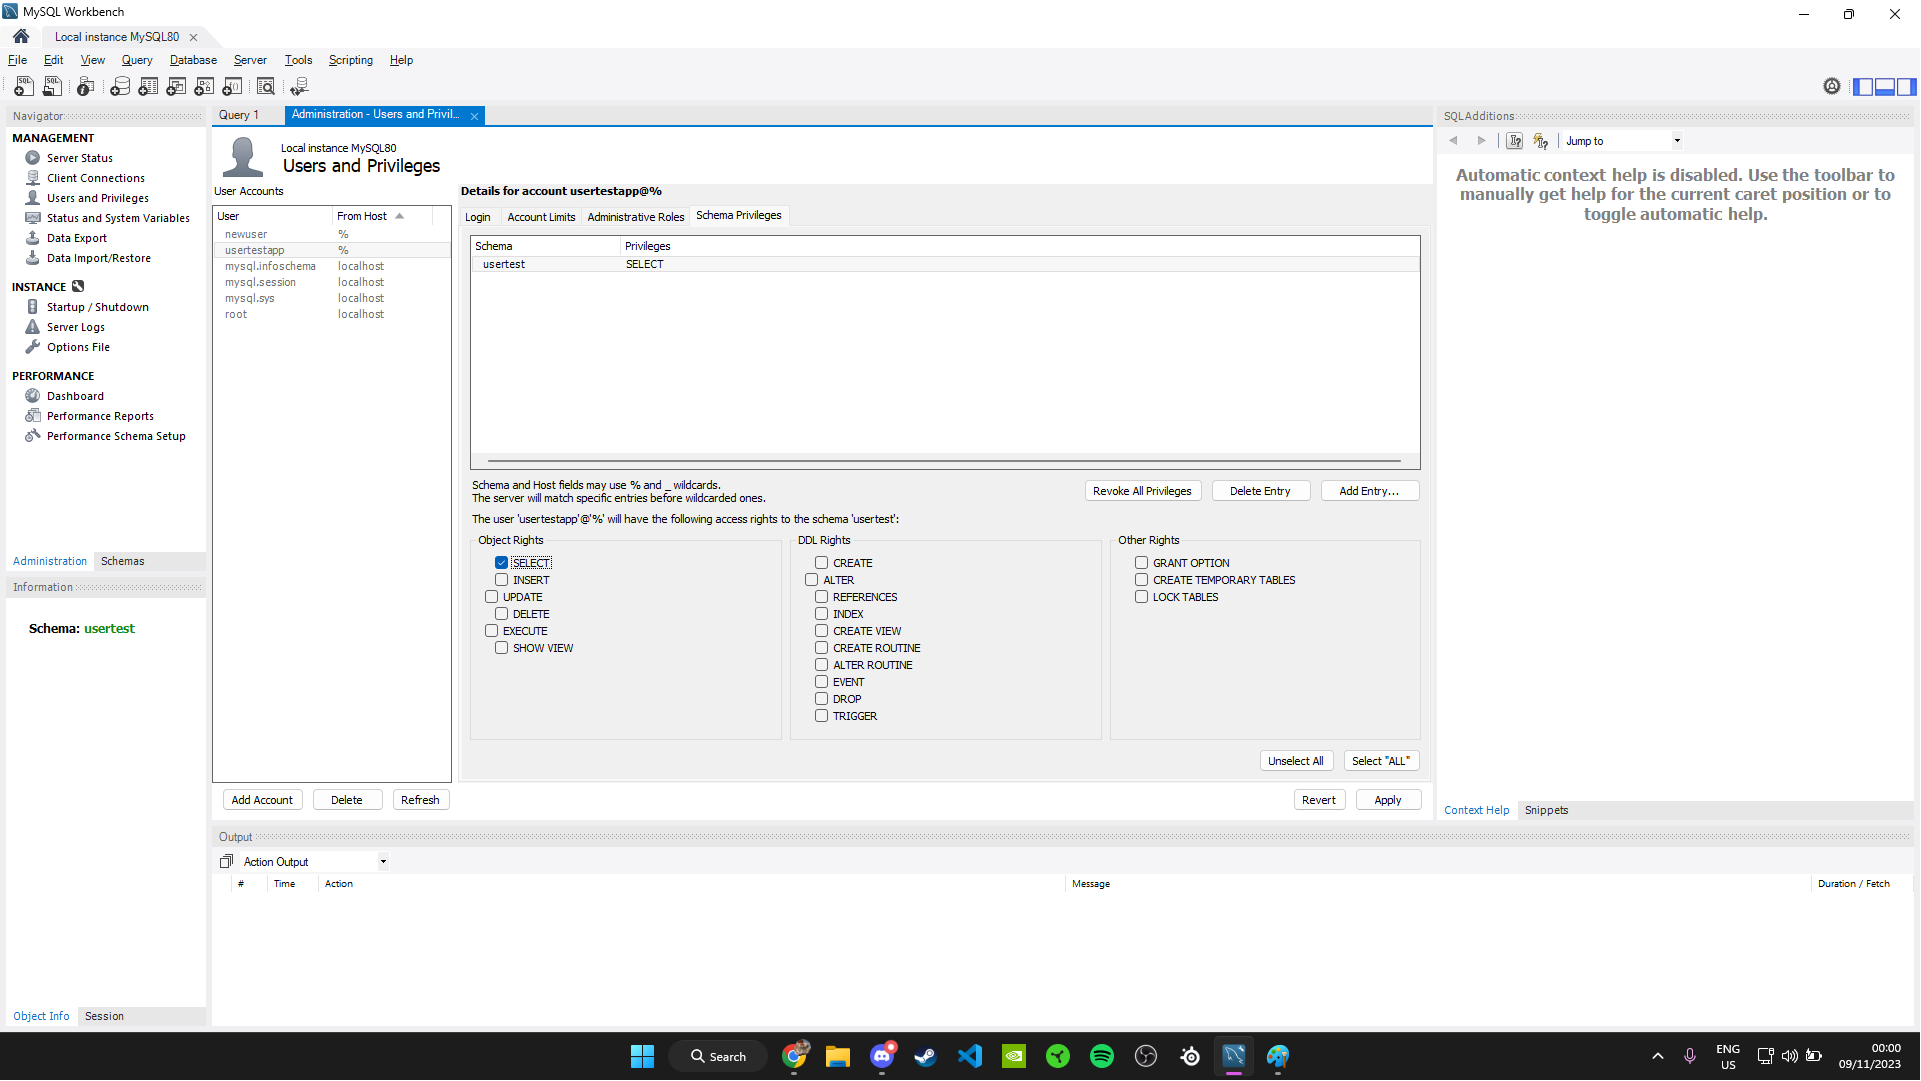 MySQL Workbench
Local instance MySQL80
File Edit View Query Database Server Tools Scripting Help
Navigator
MANAGEMENT
Server Status
Client Connections
Users and Privileges
Status and System Variables
Data Export
Data Import/Restore
INSTANCE
Startup / Shutdown
Server Logs
Options File
PERFORMANCE
Dashboard
Performance Reports
Performance Schema Setup
Administration Schemas
Information
Schema: usertest
Object Info Session
Query 1 Administration - Users and Privil...
Local instance MySQL80
Users and Privileges
User Accounts
User From Host
newuser %
usertestapp %
mysql.infoschema localhost
mysql.session localhost
mysql.sys localhost
root localhost
Add Account Delete Refresh
Details for account usertestapp@%
Login Account Limits Administrative Roles Schema Privileges
Schema Privileges
usertest SELECT
Schema and Host fields may use % and _ wildcards.
The server will match specific entries before wildcarded ones.
Revoke All Privileges Delete Entry Add Entry...
The user 'usertestapp'@'%' will have the following access rights to the schema 'usertest':
Object Rights
SELECT
INSERT
UPDATE
DELETE
EXECUTE
SHOW VIEW
DDL Rights
CREATE
ALTER
REFERENCES
INDEX
CREATE VIEW
CREATE ROUTINE
ALTER ROUTINE
EVENT
DROP
TRIGGER
Other Rights
GRANT OPTION
CREATE TEMPORARY TABLES
LOCK TABLES
Unselect All Select "ALL"
Revert Apply
SQLAdditions
Jump to
Automatic context help is disabled. Use the toolbar to
manually get help for the current caret position or to
toggle automatic help.
Context Help Snippets
Output
Action Output
# Time Action Message Duration / Fetch
Search
ENG
US
00:00
09/11/2023